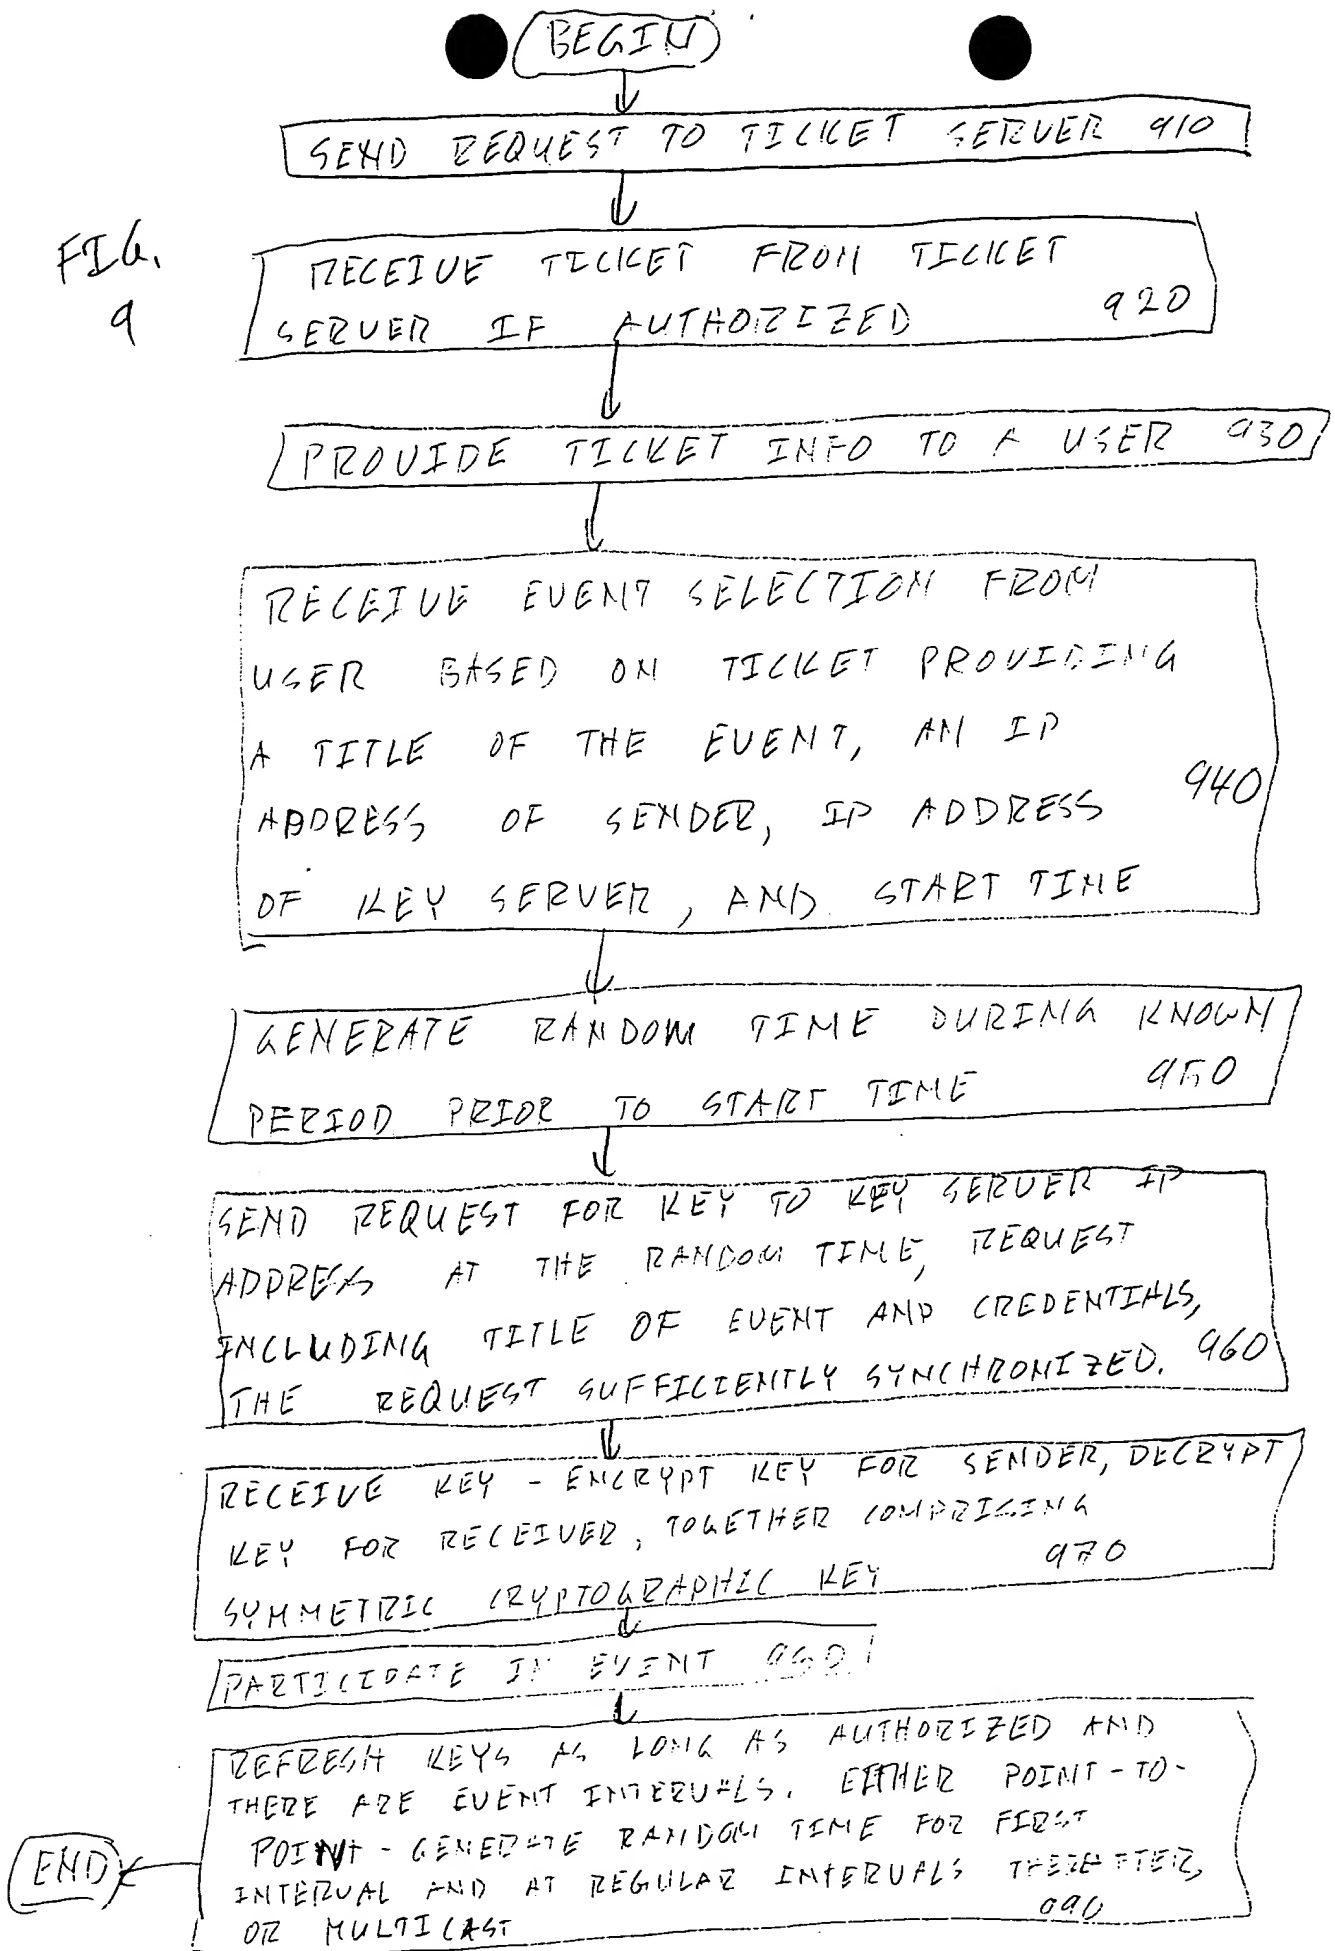 BEGIN
SEND REQUEST TO TICKET SERVER 910
FIG.
9
RECEIVE TICKET FROM TICKET
SERVER IF AUTHORIZED 920
PROVIDE TICKET INFO TO A USER 930
RECEIVE EVENT SELECTION FROM
USER BASED ON TICKET PROVIDING
A TITLE OF THE EVENT, AN IP
ADDRESS OF SENDER, IP ADDRESS
940
OF KEY SERVER, AND START TIME
GENERATE RANDOM TIME DURING KNOWN
PERIOD PRIOR TO START TIME 950
SEND REQUEST FOR KEY TO KEY SERVER IP
ADDRESS AT THE RANDOM TIME, REQUEST
INCLUDING TITLE OF EVENT AND CREDENTIALS,
THE REQUEST SUFFICIENTLY SYNCHRONIZED. 960
RECEIVE KEY - ENCRYPT KEY FOR SENDER, DECRYPT
KEY FOR RECEIVER, TOGETHER COMPRISING
SYMMETRIC CRYPTOGRAPHIC KEY 970
PARTICIPATE IN EVENT
REFRESH KEYS AS LONG AS AUTHORIZED AND
THERE ARE EVENT INTERVALS. EITHER POINT-TO-
POINT - GENERATE RANDOM TIME FOR FIRST
INTERVAL AND AT REGULAR INTERVALS THEREAFTER,
OR MULTICAST 990
END